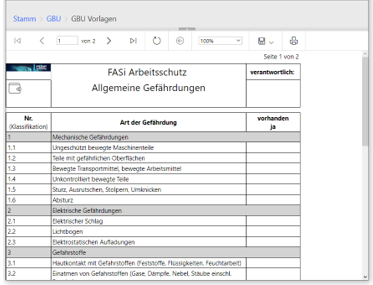 Stamm > GBU > GBU Vorlagen
1 von 2 100%
Seite 1 von 2
FASi Arbeitsschutz
verantwortlich:
Allgemeine Gefährdungen
Nr. (Klassifikation) Art der Gefährdung vorhanden ja
1 Mechanische Gefährdungen
1.1 Ungeschützt bewegte Maschinenteile
1.2 Teile mit gefährlichen Oberflächen
1.3 Bewegte Transportmittel, bewegte Arbeitsmittel
1.4 Unkontrolliert bewegte Teile
1.5 Sturz, Ausrutschen, Stolpern, Umknicken
1.6 Absturz
2 Elektrische Gefährdungen
2.1 Elektrischer Schlag
2.2 Lichtbogen
2.3 Elektrostatischen Aufladungen
3 Gefahrstoffe
3.1 Hautkontakt mit Gefahrstoffen (Feststoffe, Flüssigkeiten, Feuchtarbeit)
3.2 Einatmen von Gefahrstoffen (Gase, Dämpfe, Nebel, Stäube einschl.